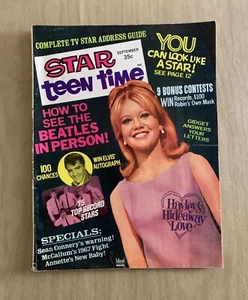 COMPLETE TV STAR ADDRESS GUIDE
SEPTEMBER
35c
STAR
teen time
YOU
CAN LOOK LIKE
A STAR!
SEE PAGE 12
HOW TO
SEE THE
BEATLES
IN PERSON!
9 BONUS CONTESTS
WIN Records, $100
Robin's Own Mask
GIDGET
ANSWERS
YOUR
LETTERS
100
CHANCES
WIN ELVIS'
AUTOGRAPH
15
TOP RECORD
STARS
Hayley's
Hideaway
Love
SPECIALS:
Sean Connery's warning!
McCallum's 1967 Fight
Annette's New Baby!